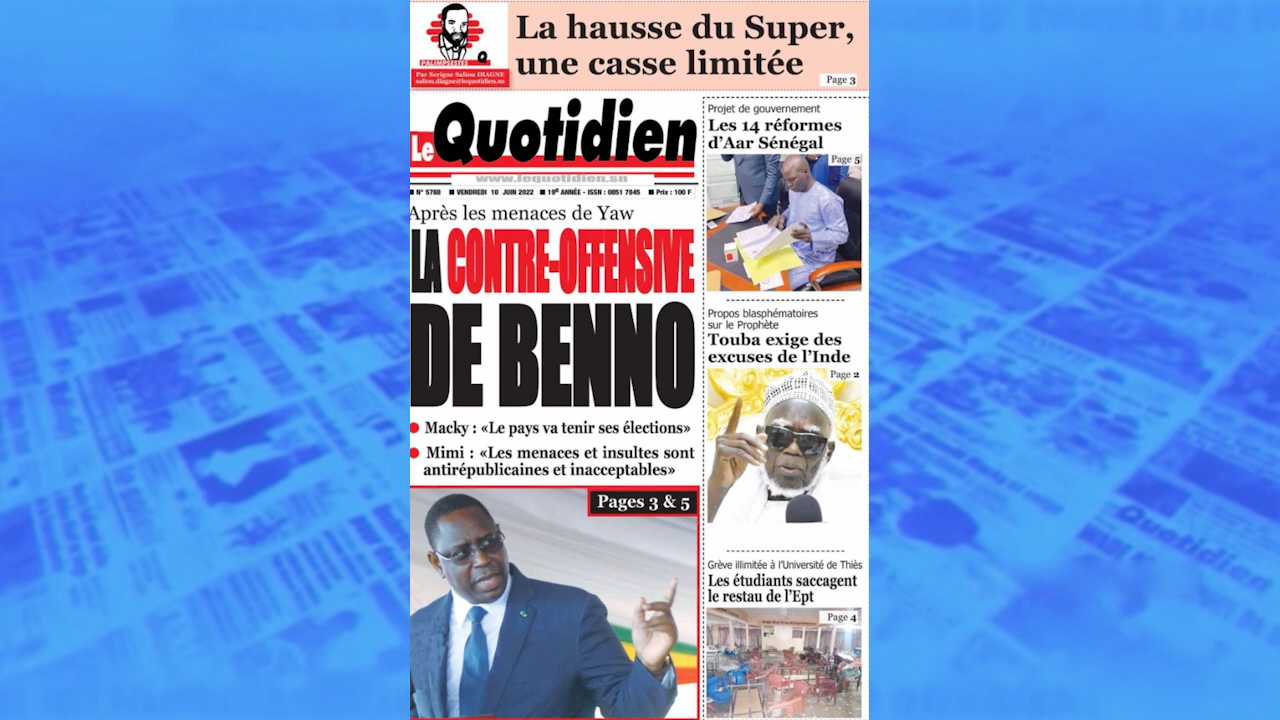 La hausse du Super,
une casse limitée
Page 3
PALIMPSESTES
Q
Par Serigne Saliou DIAGNE
saliou.diagne@lequotidien.sn
Le Quotidien
www.lequotidien.sn
N° 5788 VENDREDI 10 JUIN 2022 19E ANNÉE - ISSN : 0851 7045 Prix : 100 F
Après les menaces de Yaw
LA CONTRE-OFFENSIVE
DE BENNO
Macky : «Le pays va tenir ses élections»
Mimi : «Les menaces et insultes sont
antirépublicaines et inacceptables»
Pages 3 & 5
Projet de gouvernement
Les 14 réformes
d'Aar Sénégal
Page 5
Propos blasphématoires
sur le Prophète
Touba exige des
excuses de l'Inde
Page 2
Grève illimitée à l'Université de Thiès
Les étudiants saccagent
le restau de l'Ept
Page 4
Quotidien